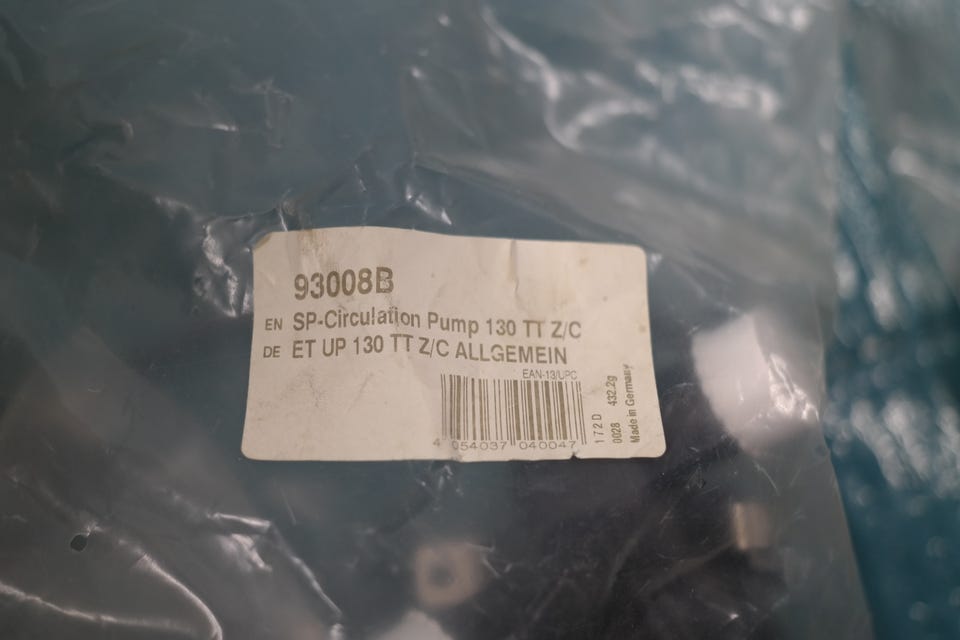 93008B
EN SP-Circulation Pump 130 TT Z/C
DE ET UP 130 TT Z/C ALLGEMEIN
EAN-13/UPC
4 054037 040047
172D
0028 432.2g
Made in Germany